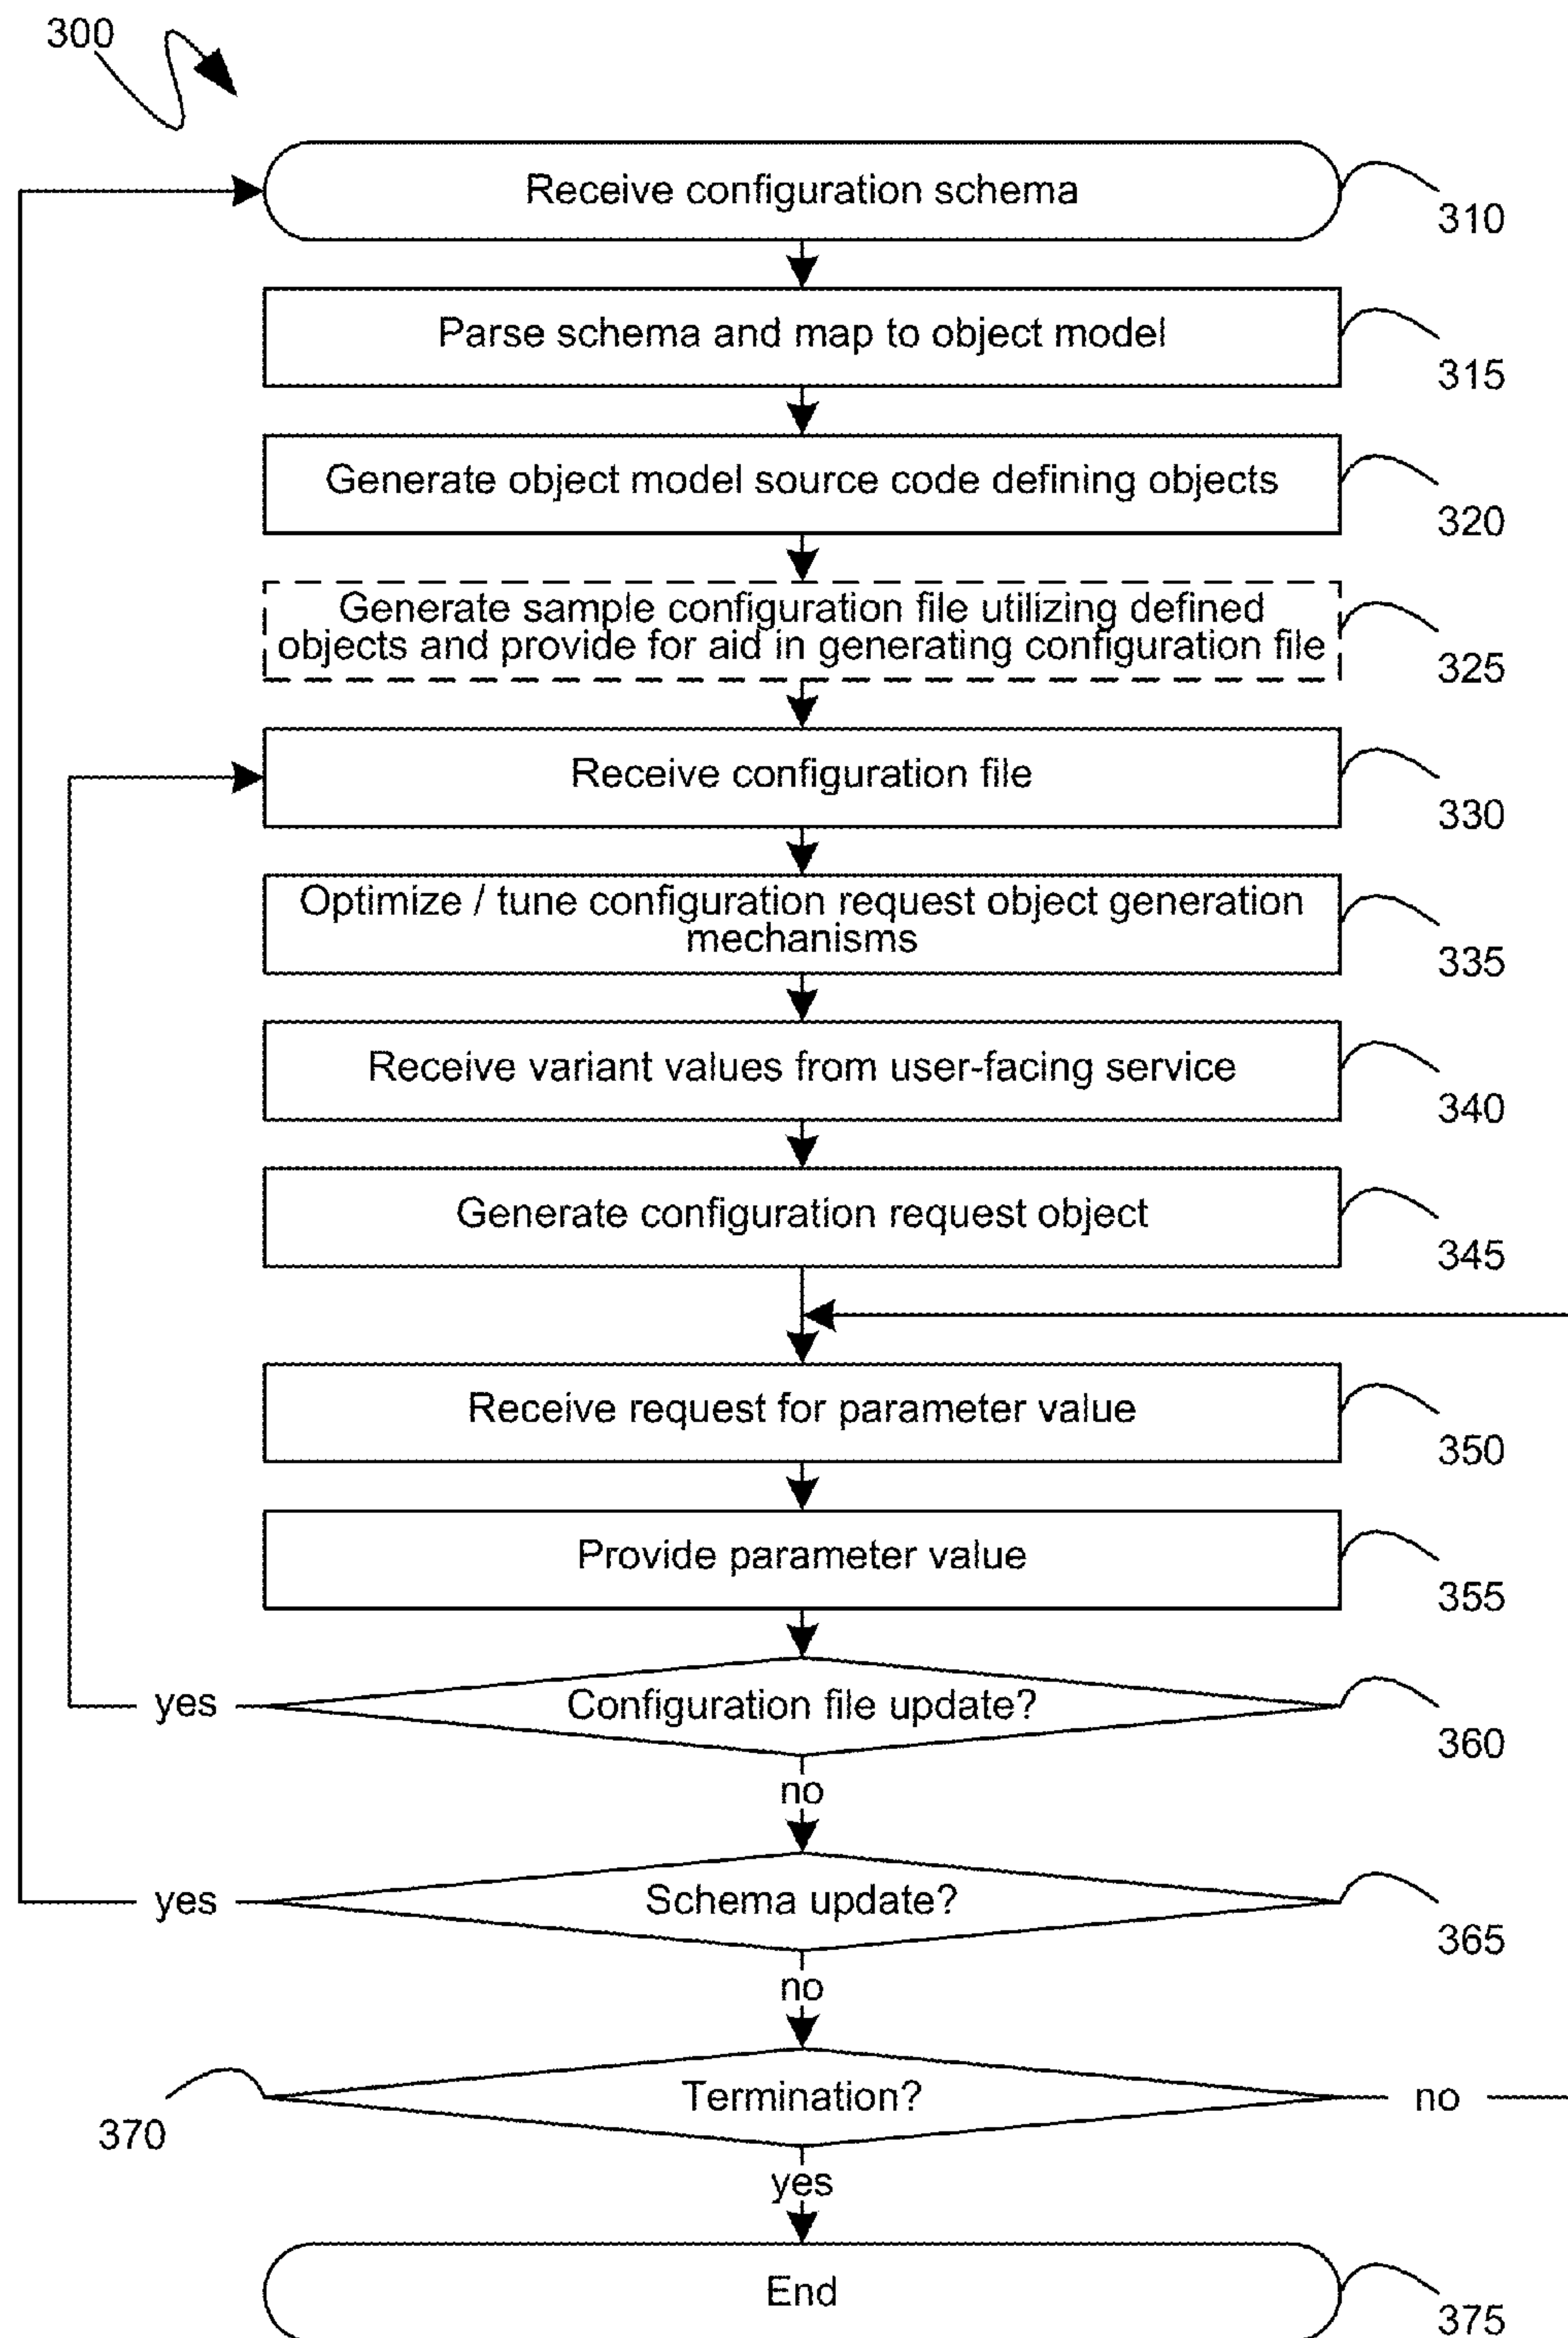 300
Receive configuration schema
310
Parse schema and map to object model
315
Generate object model source code defining objects
320
Generate sample configuration file utilizing defined
objects and provide for aid in generating configuration file
325
Receive configuration file
330
Optimize / tune configuration request object generation
mechanisms
335
Receive variant values from user-facing service
340
Generate configuration request object
345
Receive request for parameter value
350
Provide parameter value
355
yes
Configuration file update?
360
no
yes
Schema update?
365
no
Termination?
no
370
yes
End
375